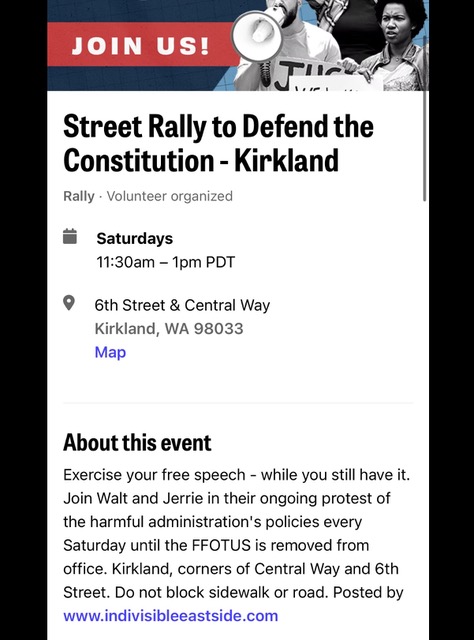 JOIN US!
Street Rally to Defend the
Constitution - Kirkland
Rally · Volunteer organized
Saturdays
11:30am – 1pm PDT
6th Street & Central Way
Kirkland, WA 98033
Map
About this event
Exercise your free speech - while you still have it.
Join Walt and Jerrie in their ongoing protest of
the harmful administration's policies every
Saturday until the FFOTUS is removed from
office. Kirkland, corners of Central Way and 6th
Street. Do not block sidewalk or road. Posted by
www.indivisibleeastside.com